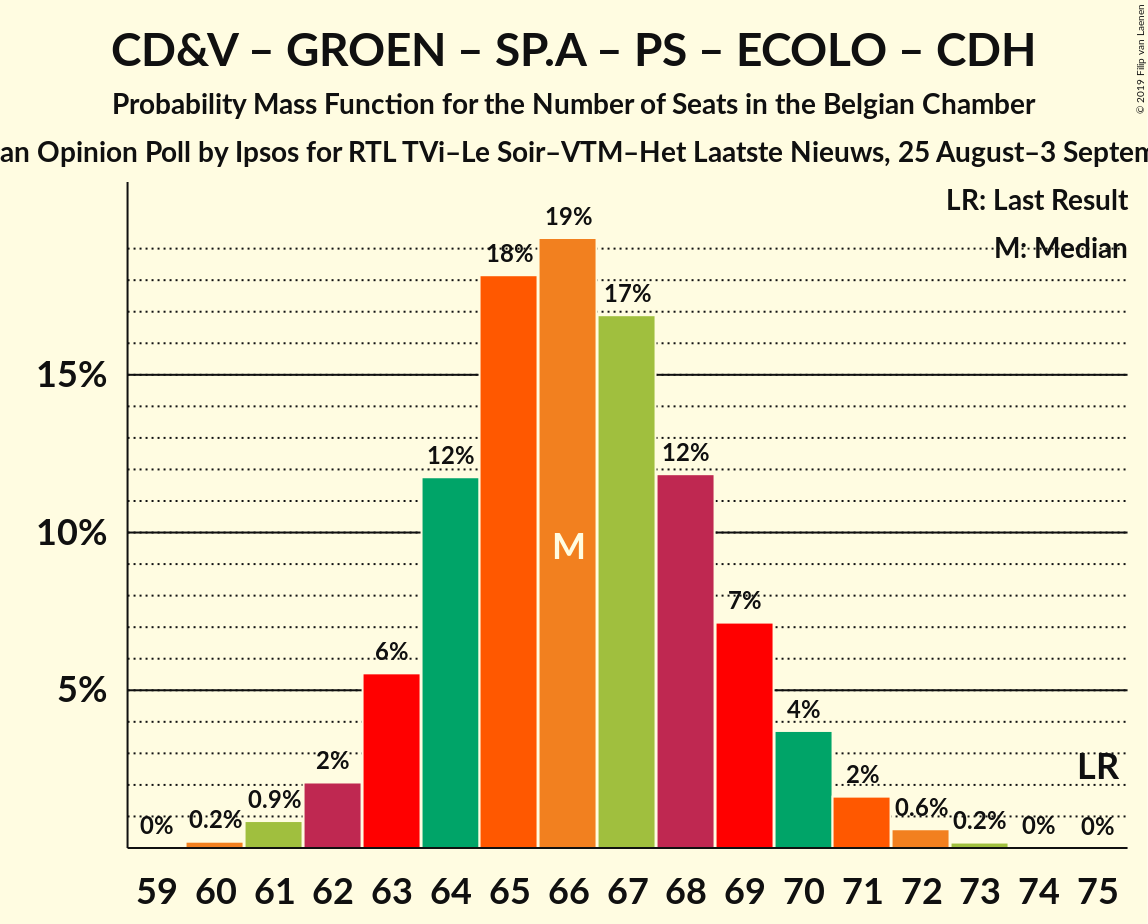 CD&V – GROEN – SP.A – PS – ECOLO – CDH
Probability Mass Function for the Number of Seats in the Belgian Chamber
an Opinion Poll by Ipsos for RTL TVi–Le Soir–VTM–Het Laatste Nieuws, 25 August–3 Septem
© 2019 Filip van Laenen
LR: Last Result
M: Median
19%
18%
17%
15%
12%
12%
10%
M
7%
6%
5%
4%
2%
LR
2%
0.9%
0.6%
0.2%
0.2%
0%
0%
0%
59 60 61 62 63 64 65 66 67 68 69 70 71 72 73 74 75